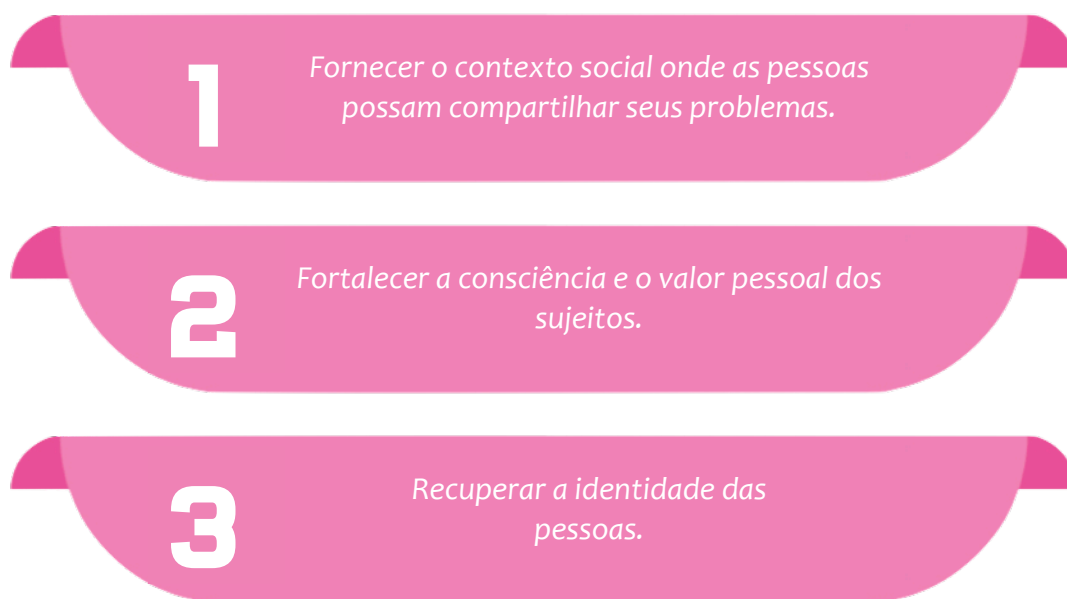 1
Fornecer o contexto social onde as pessoas
possam compartilhar seus problemas.
2
Fortalecer a consciência e o valor pessoal dos
sujeitos.
3
Recuperar a identidade das
pessoas.